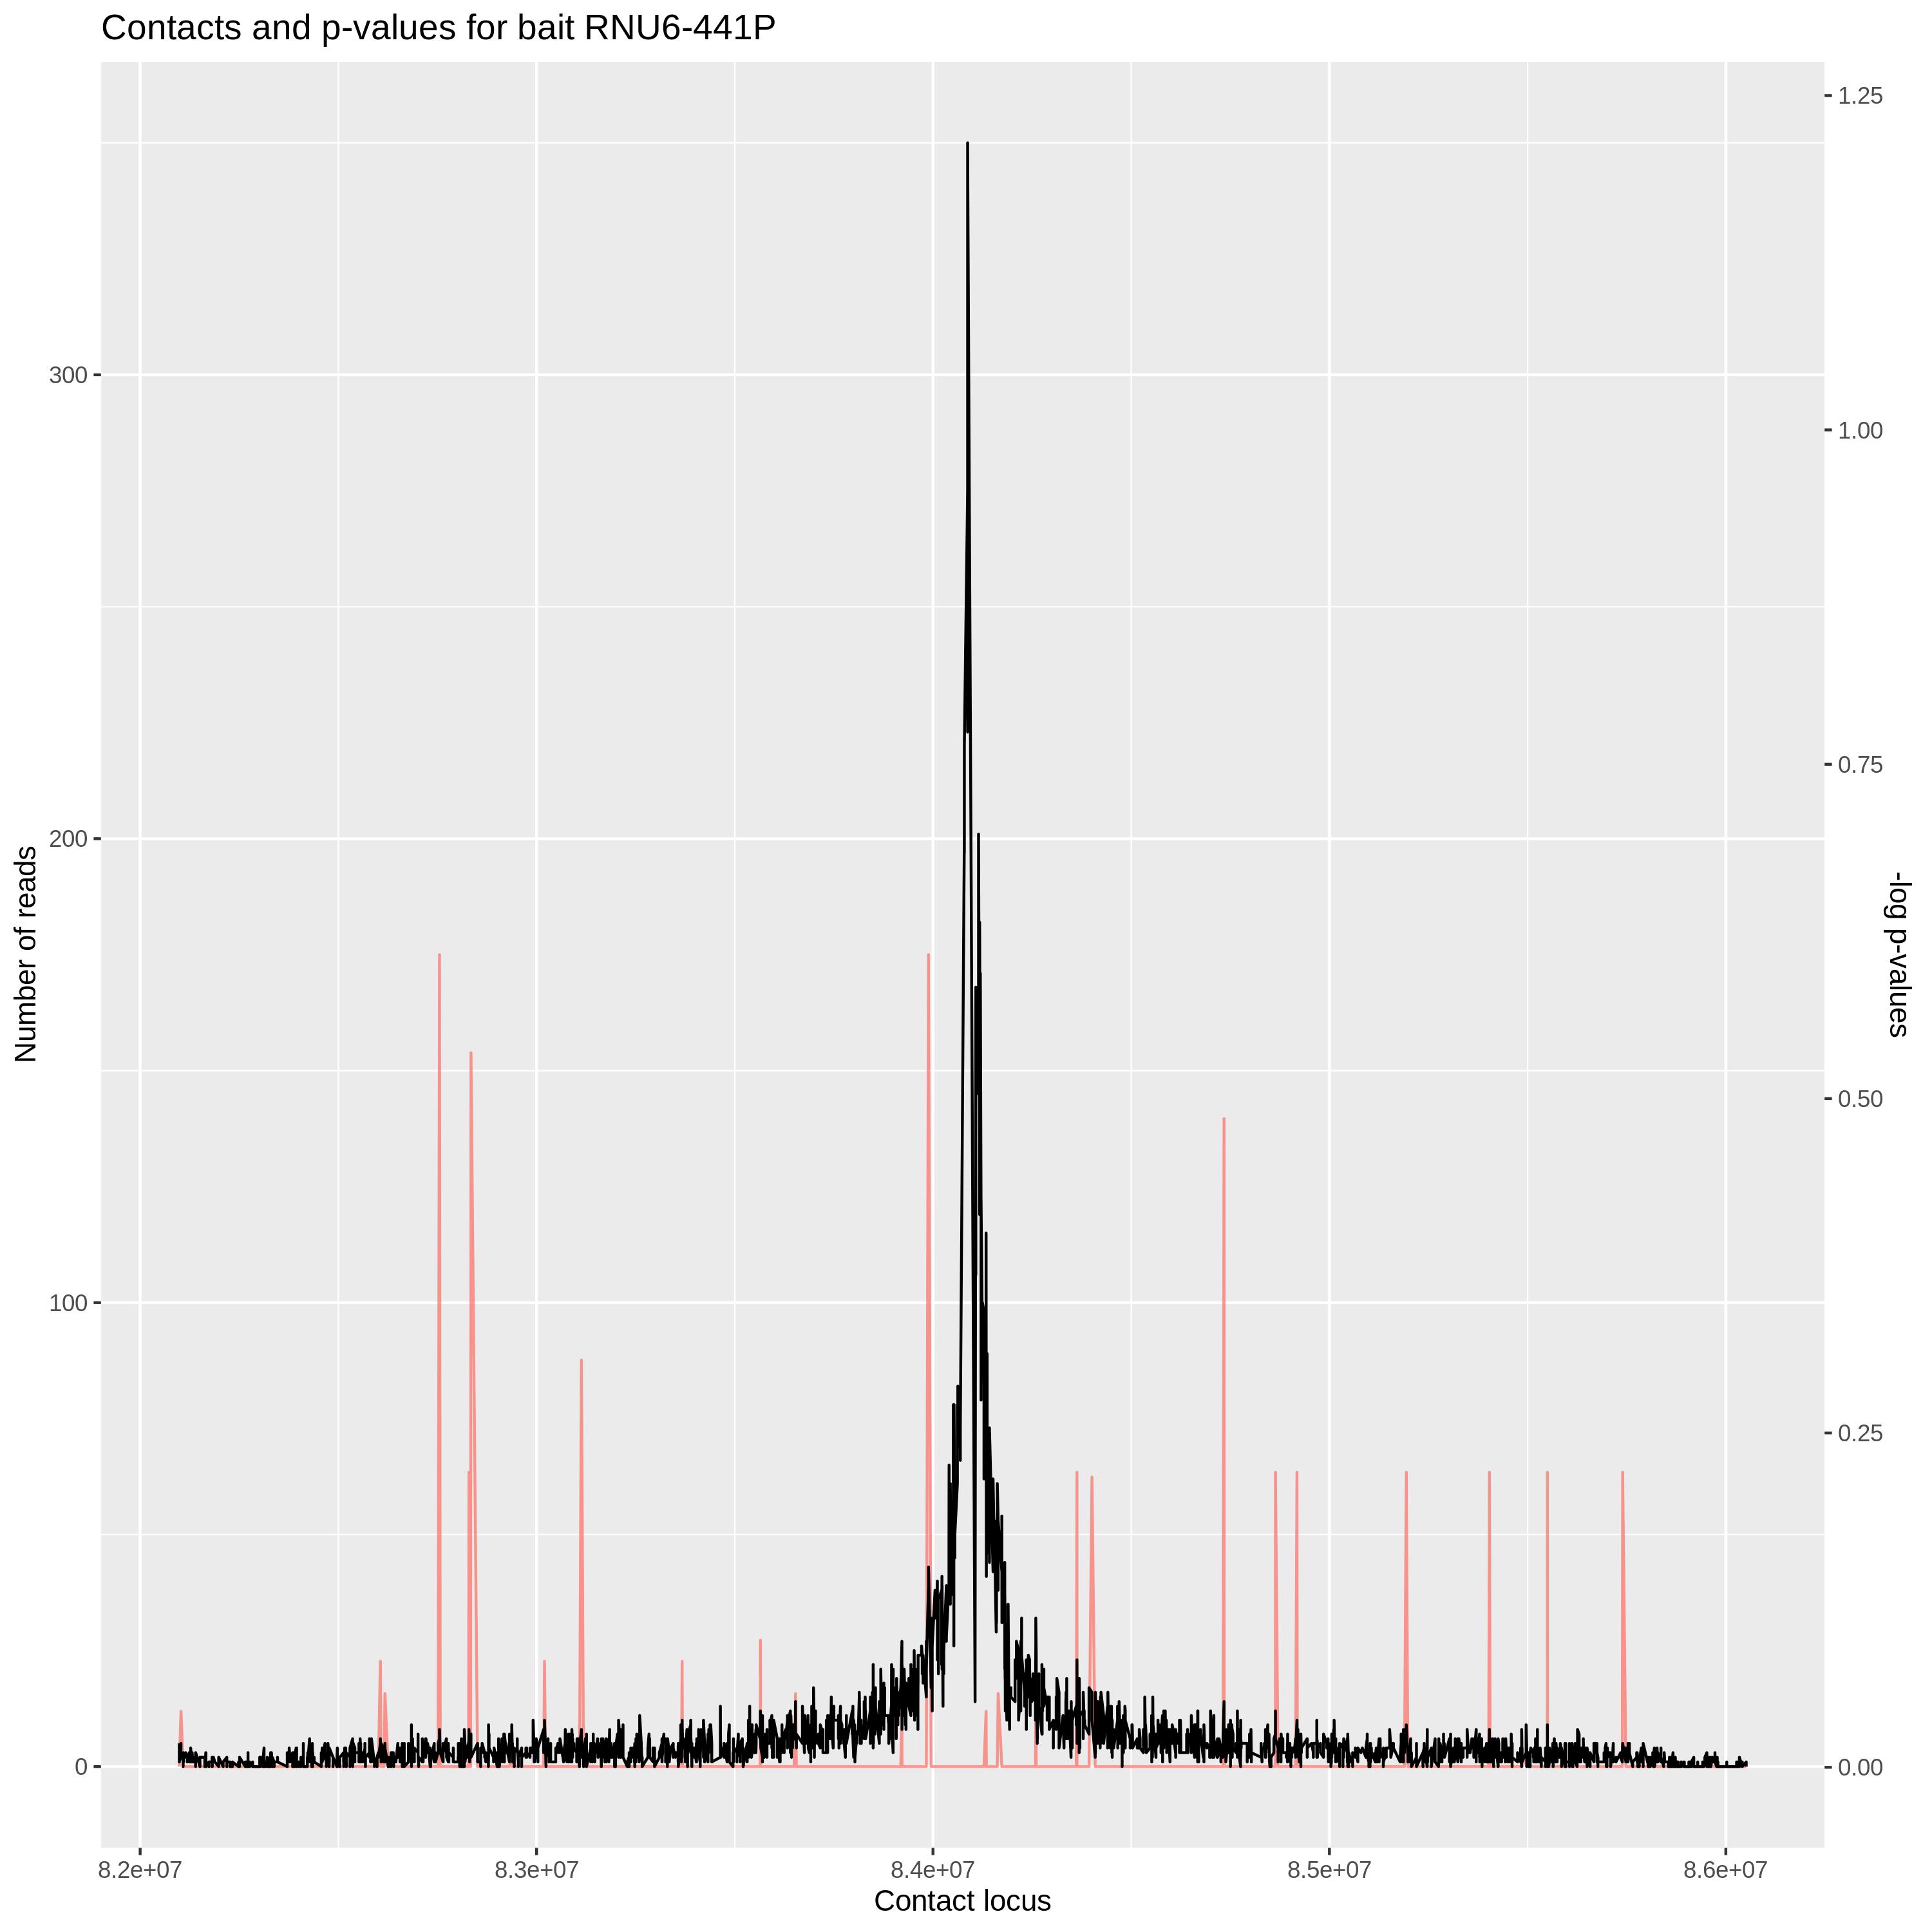 Contacts and p-values for bait RNU6-441P
1.25
300
1.00
0.75
200
Number of reads
-log p-values
0.50
100
0.25
0
0.00
8.2e+07 8.3e+07 8.4e+07 8.5e+07 8.6e+07
Contact locus